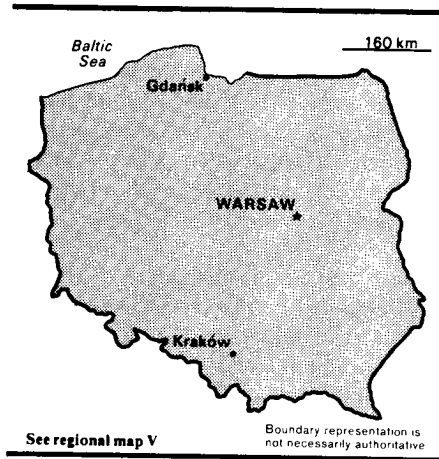 Baltic
Sea
160 km
Gdańsk
WARSAW
Kraków
See regional map V
Boundary representation is
not necessarily authoritative